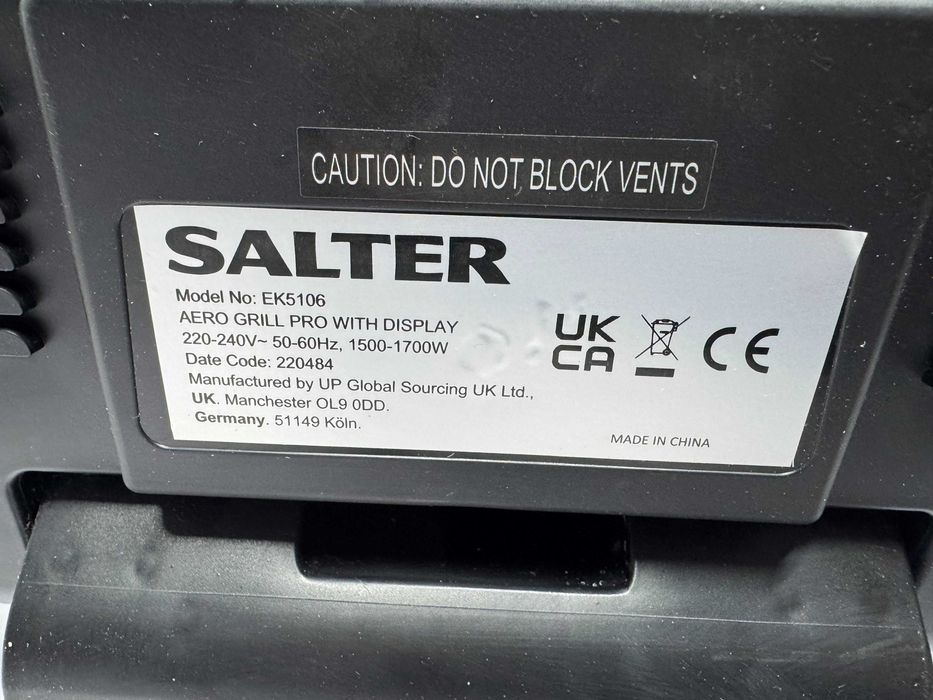 CAUTION: DO NOT BLOCK VENTS
SALTER
Model No: EK5106
AERO GRILL PRO WITH DISPLAY
220-240V~ 50-60Hz, 1500-1700W
Date Code: 220484
Manufactured by UP Global Sourcing UK Ltd.,
UK. Manchester OL9 0DD.
Germany. 51149 Köln.
UK
CA
CE
MADE IN CHINA